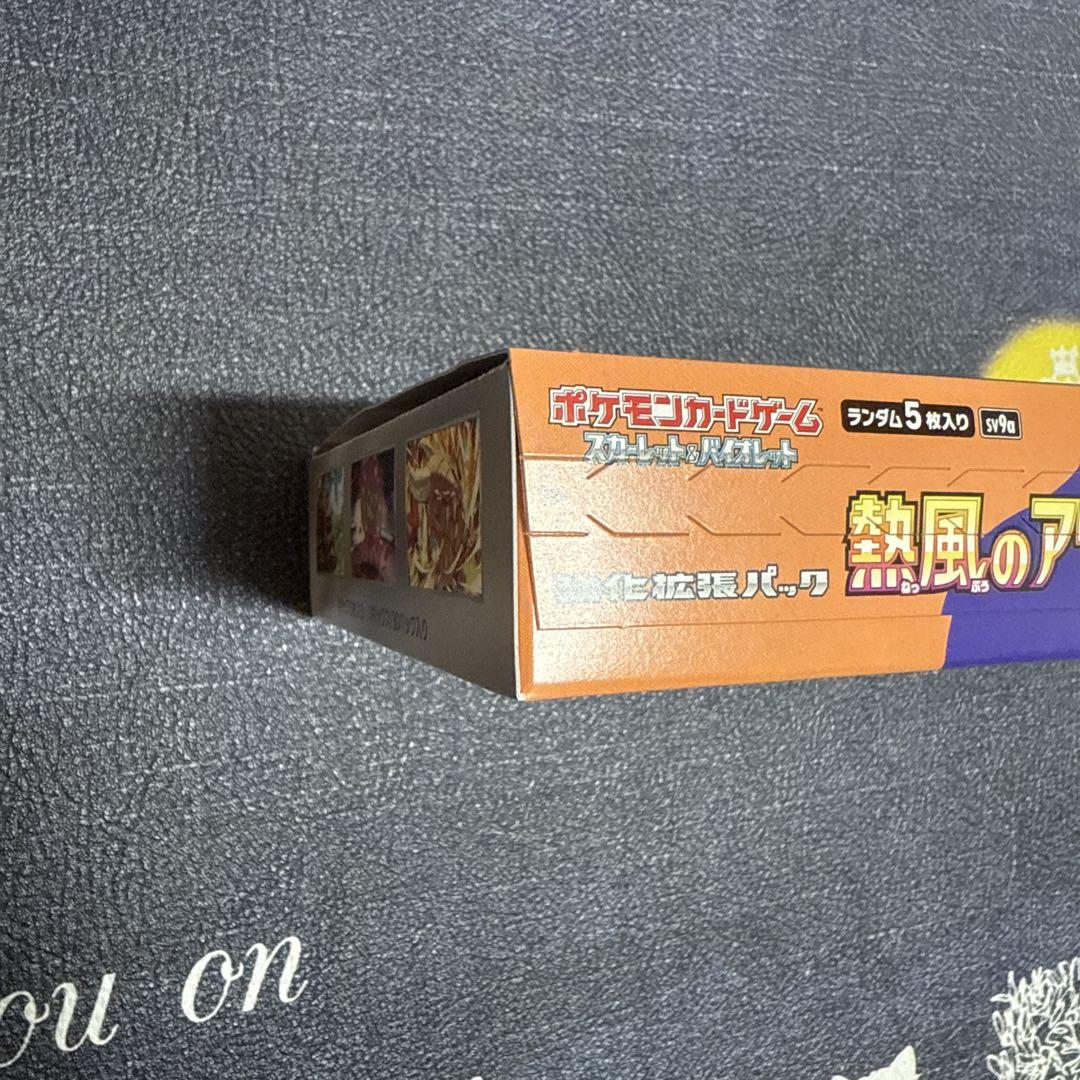 ポケモンカードゲーム
スカーレット&バイオレット
ランダム5枚入り
sv9a
強化拡張パック
熱風のア
ねっ ぷう
ou on